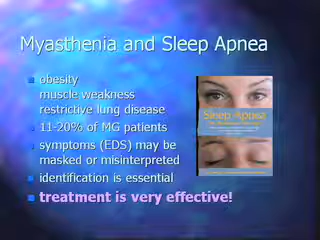 Myasthenia and Sleep Apnea
obesity
muscle weakness
restrictive lung disease
11-20% of MG patients
symptoms (EDS) may be
masked or misinterpreted
identification is essential
treatment is very effective!
Sleep Apnea